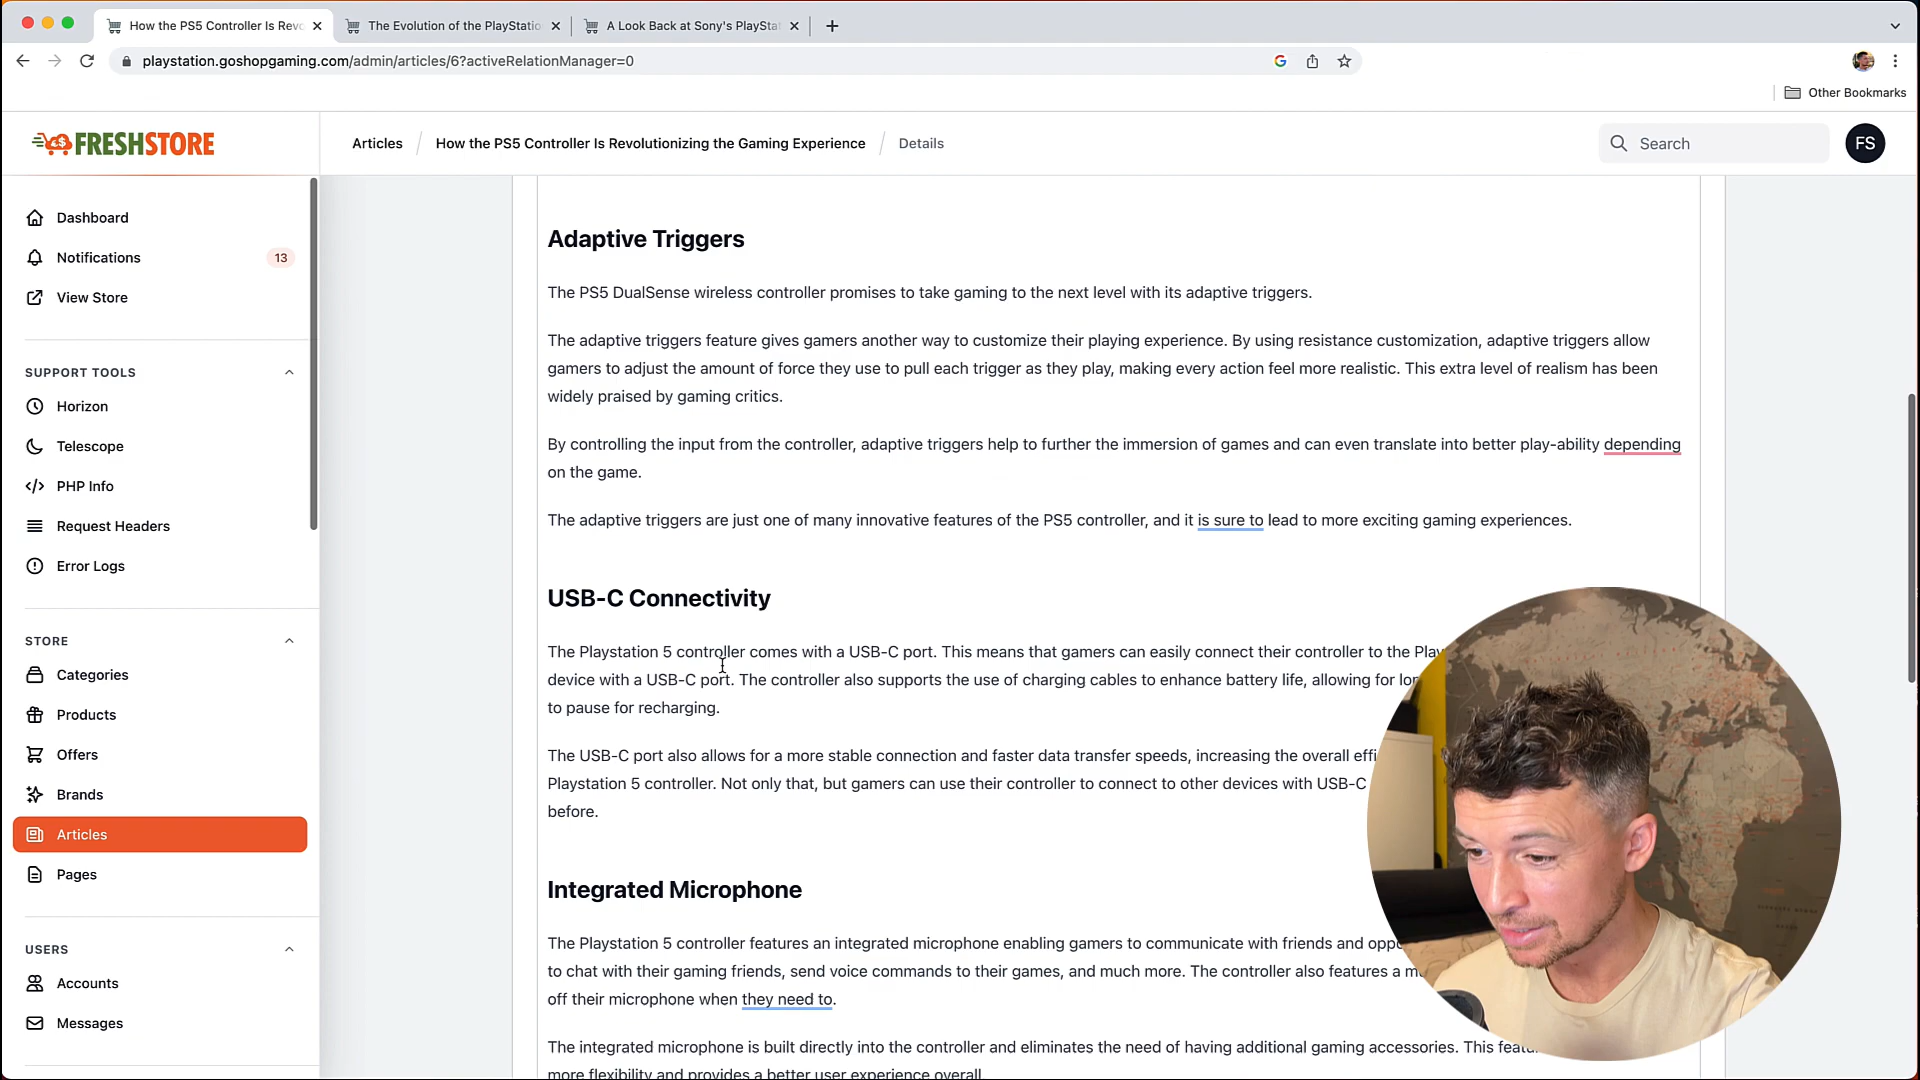 How the PS5 Controller Is Revo
The Evolution of the PlayStatio
A Look Back at Sony's PlayStat
playstation.goshopgaming.com/admin/articles/6?activeRelationManager=0
Other Bookmarks
FRESHSTORE
Articles / How the PS5 Controller Is Revolutionizing the Gaming Experience / Details
Search
FS
Dashboard
Notifications 13
View Store
SUPPORT TOOLS
Horizon
Telescope
PHP Info
Request Headers
Error Logs
STORE
Categories
Products
Offers
Brands
Articles
Pages
USERS
Accounts
Messages
Adaptive Triggers
The PS5 DualSense wireless controller promises to take gaming to the next level with its adaptive triggers.
The adaptive triggers feature gives gamers another way to customize their playing experience. By using resistance customization, adaptive triggers allow
gamers to adjust the amount of force they use to pull each trigger as they play, making every action feel more realistic. This extra level of realism has been
widely praised by gaming critics.
By controlling the input from the controller, adaptive triggers help to further the immersion of games and can even translate into better play-ability depending
on the game.
The adaptive triggers are just one of many innovative features of the PS5 controller, and it is sure to lead to more exciting gaming experiences.
USB-C Connectivity
The Playstation 5 controller comes with a USB-C port. This means that gamers can easily connect their controller to the Play
device with a USB-C port. The controller also supports the use of charging cables to enhance battery life, allowing for lon
to pause for recharging.
The USB-C port also allows for a more stable connection and faster data transfer speeds, increasing the overall effi
Playstation 5 controller. Not only that, but gamers can use their controller to connect to other devices with USB-C
before.
Integrated Microphone
The Playstation 5 controller features an integrated microphone enabling gamers to communicate with friends and oppo
to chat with their gaming friends, send voice commands to their games, and much more. The controller also features a mu
off their microphone when they need to.
The integrated microphone is built directly into the controller and eliminates the need of having additional gaming accessories. This featu
more flexibility and provides a better user experience overall.